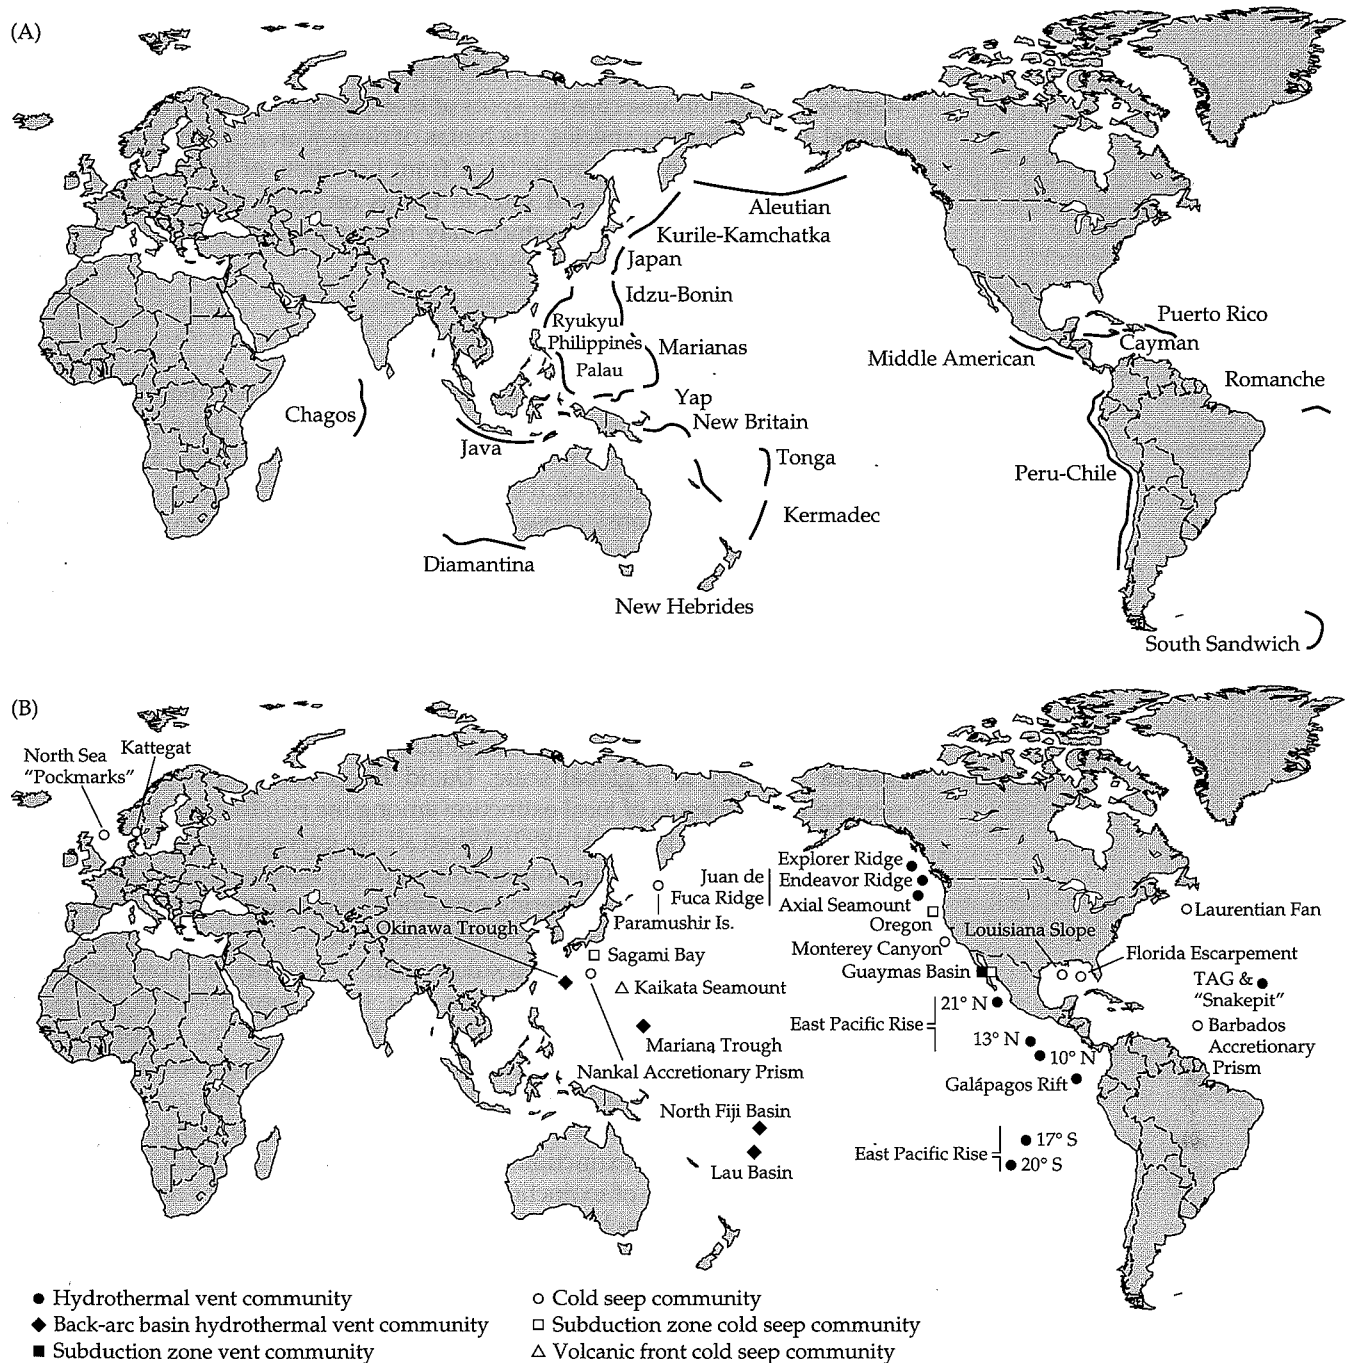 (A)
Aleutian
Kurile-Kamchatka
Japan
Idzu-Bonin
Ryukyu
Philippines
Palau
Marianas
Yap
New Britain
Chagos
Java
Tonga
Kermadec
Diamantina
New Hebrides
Puerto Rico
Cayman
Middle American
Romanche
Peru-Chile
South Sandwich
(B)
North Sea
"Pockmarks"
Kattegat
Explorer Ridge
Juan de
Fuca Ridge
Endeavor Ridge
Axial Seamount
Paramushir Is.
Oregon
Laurentian Fan
Okinawa Trough
Louisiana Slope
Monterey Canyon
Sagami Bay
Florida Escarpement
Guaymas Basin
TAG &
"Snakepit"
Kaikata Seamount
21° N
East Pacific Rise
13° N
10° N
Barbados
Accretionary
Prism
Mariana Trough
Nankal Accretionary Prism
Galápagos Rift
North Fiji Basin
Lau Basin
East Pacific Rise
17° S
20° S
Hydrothermal vent community
Back-arc basin hydrothermal vent community
Subduction zone vent community
Cold seep community
Subduction zone cold seep community
Volcanic front cold seep community